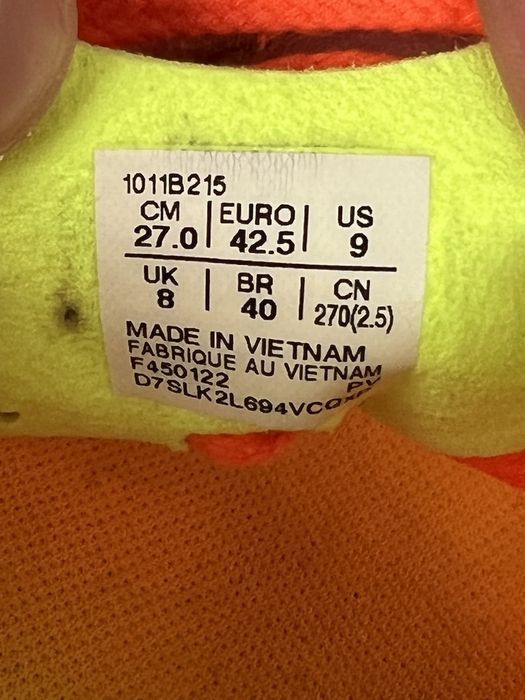 1011B215
CM | EURO | US
27.0 | 42.5 | 9
UK | BR | CN
8 | 40 | 270(2.5)
MADE IN VIETNAM
FABRIQUE AU VIETNAM
F450122 PV